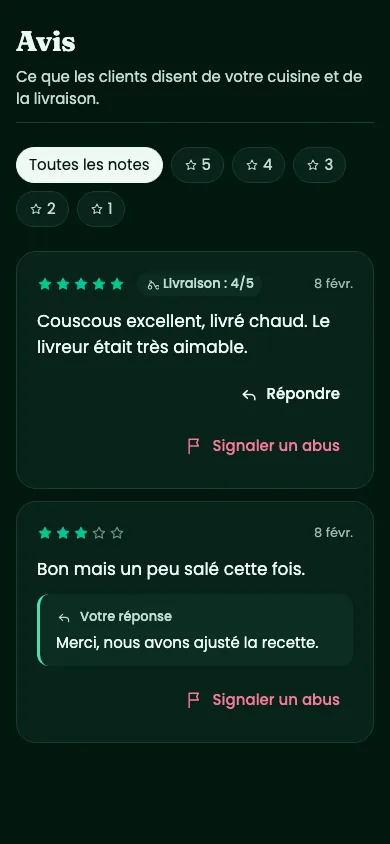 Avis
Ce que les clients disent de votre cuisine et de
la livraison.
Toutes les notes
5
4
3
2
1
Livraison : 4/5
8 févr.
Couscous excellent, livré chaud. Le
livreur était très aimable.
Répondre
Signaler un abus
8 févr.
Bon mais un peu salé cette fois.
Votre réponse
Merci, nous avons ajusté la recette.
Signaler un abus